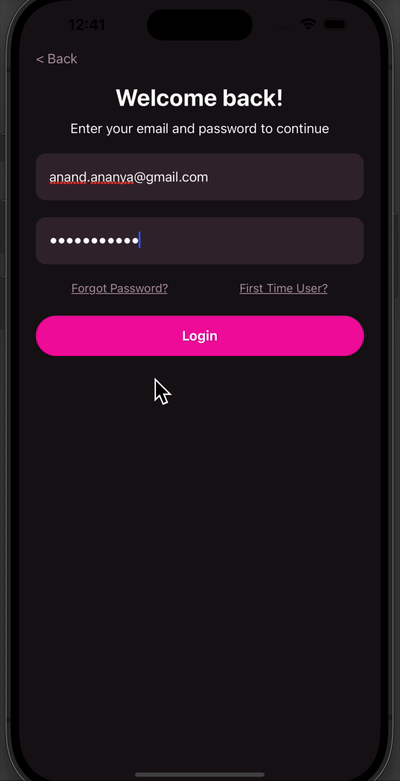 12:41
< Back
Welcome back!
Enter your email and password to continue
anand.ananya@gmail.com
•••••••••••
Forgot Password? First Time User?
Login